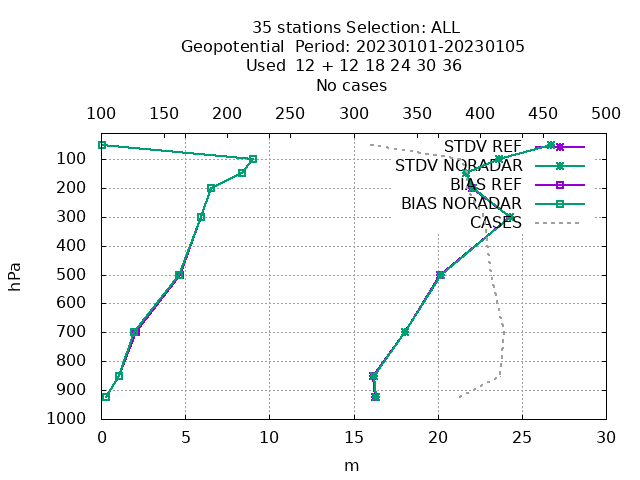 35 stations Selection: ALL
Geopotential  Period: 20230101-20230105
Used  12 + 12 18 24 30 36
No cases
100 150 200 250 300 350 400 450 500
STDV REF
100
STDV NORADAR
BIAS REF
200
BIAS NORADAR
300
CASES
400
hPa
500
600
700
800
900
1000
0 5 10 15 20 25 30
m